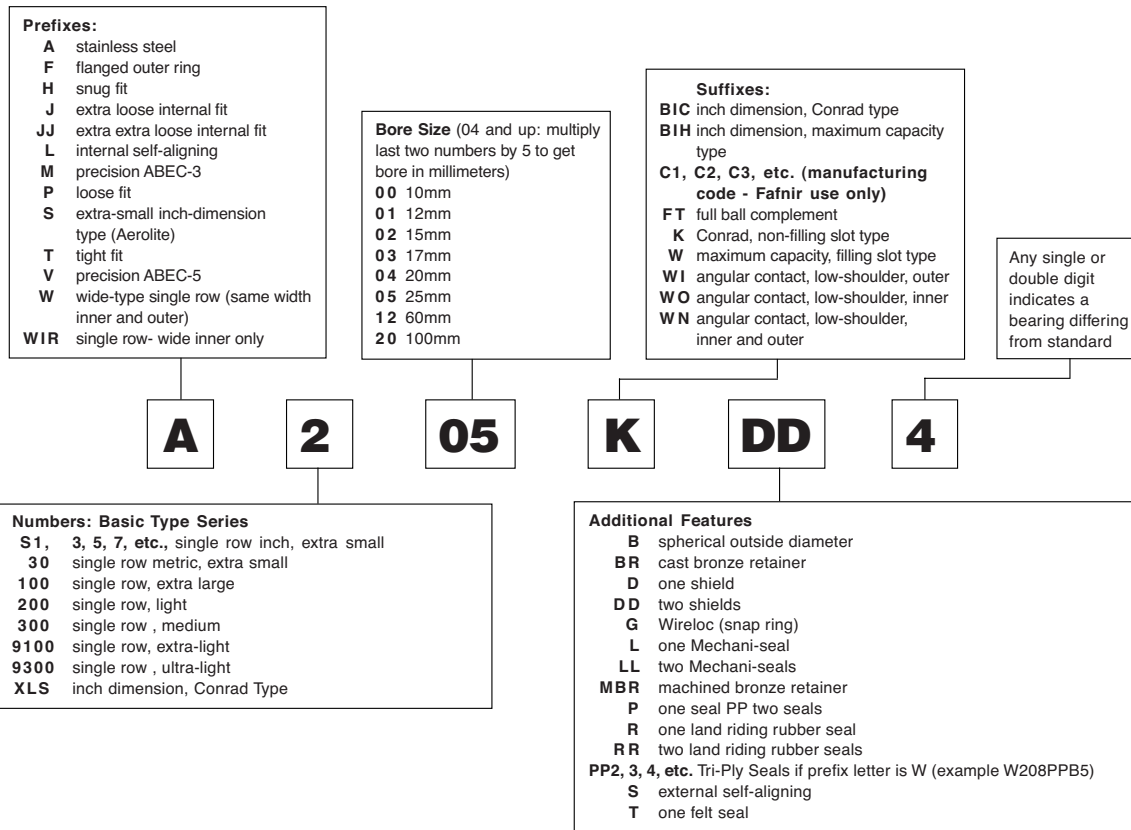 Prefixes:
A stainless steel
F flanged outer ring
H snug fit
J extra loose internal fit
JJ extra extra loose internal fit
L internal self-aligning
M precision ABEC-3
P loose fit
S extra-small inch-dimension
type (Aerolite)
T tight fit
V precision ABEC-5
W wide-type single row (same width
inner and outer)
WIR single row- wide inner only
Bore Size (04 and up: multiply
last two numbers by 5 to get
bore in millimeters)
00 10mm
01 12mm
02 15mm
03 17mm
04 20mm
05 25mm
12 60mm
20 100mm
Suffixes:
BIC inch dimension, Conrad type
BIH inch dimension, maximum capacity
type
C1, C2, C3, etc. (manufacturing
code - Fafnir use only)
FT full ball complement
K Conrad, non-filling slot type
W maximum capacity, filling slot type
WI angular contact, low-shoulder, outer
WO angular contact, low-shoulder, inner
WN angular contact, low-shoulder,
inner and outer
Any single or
double digit
indicates a
bearing differing
from standard
A 2 05 K DD 4
Numbers: Basic Type Series
S1, 3, 5, 7, etc., single row inch, extra small
30 single row metric, extra small
100 single row, extra large
200 single row, light
300 single row , medium
9100 single row, extra-light
9300 single row , ultra-light
XLS inch dimension, Conrad Type
Additional Features
B spherical outside diameter
BR cast bronze retainer
D one shield
DD two shields
G Wireloc (snap ring)
L one Mechani-seal
LL two Mechani-seals
MBR machined bronze retainer
P one seal PP two seals
R one land riding rubber seal
RR two land riding rubber seals
PP2, 3, 4, etc. Tri-Ply Seals if prefix letter is W (example W208PPB5)
S external self-aligning
T one felt seal